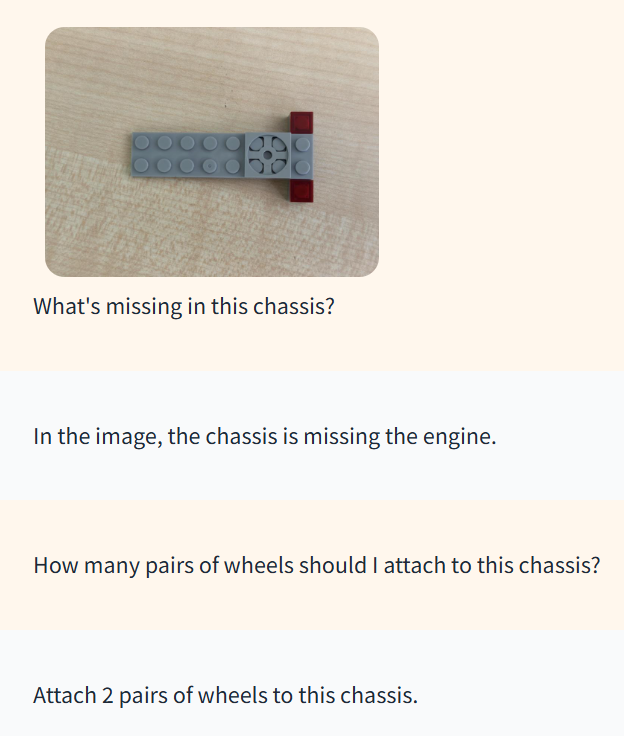 What's missing in this chassis?
In the image, the chassis is missing the engine.
How many pairs of wheels should I attach to this chassis?
Attach 2 pairs of wheels to this chassis.